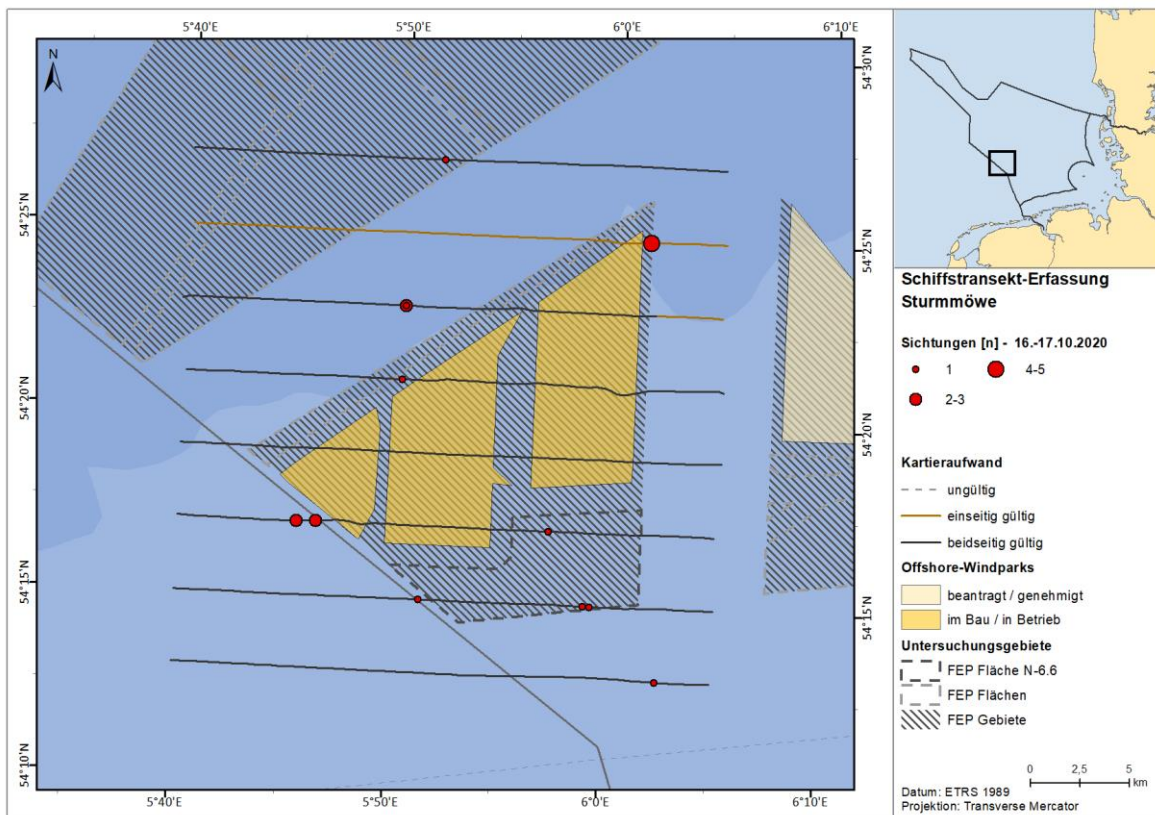 5°40'E
5°50'E
6°0'E
6°10'E
N
54°30'N
54°25'N
54°25'N
54°20'N
54°20'N
54°15'N
54°15'N
54°10'N
5°40'E
5°50'E
6°0'E
6°10'E
Schiffstransekt-Erfassung
Sturmmöwe
Sichtungen [n] - 16.-17.10.2020
1
4-5
2-3
Kartieraufwand
ungültig
einseitig gültig
beidseitig gültig
Offshore-Windparks
beantragt / genehmigt
im Bau / in Betrieb
Untersuchungsgebiete
FEP Fläche N-6.6
FEP Flächen
FEP Gebiete
0 2,5 5
km
Datum: ETRS 1989
Projektion: Transverse Mercator